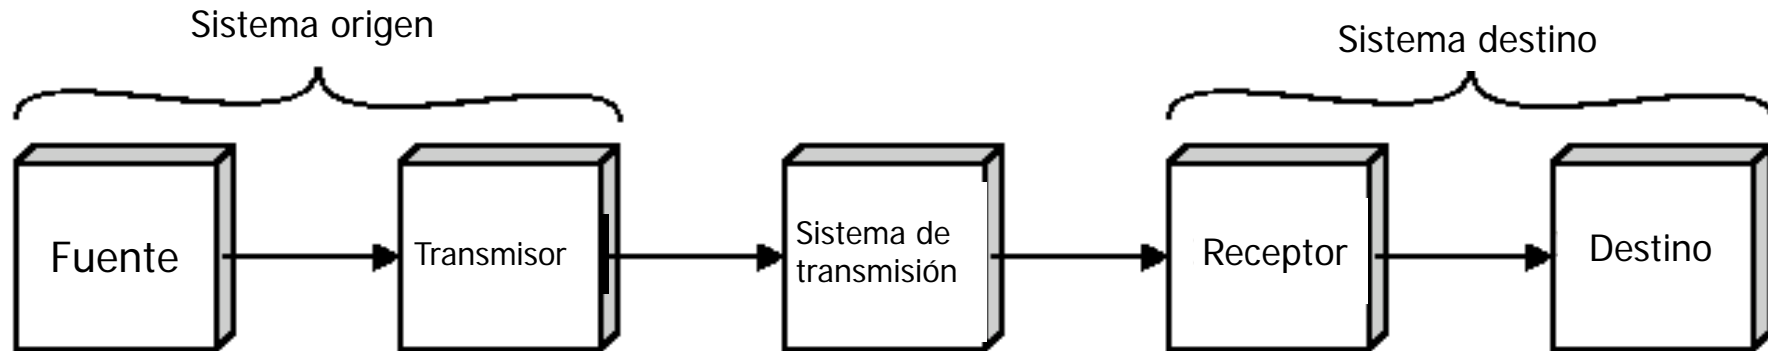 Sistema origen
Sistema destino
Fuente
Transmisor
Sistema de
transmisión
Receptor
Destino